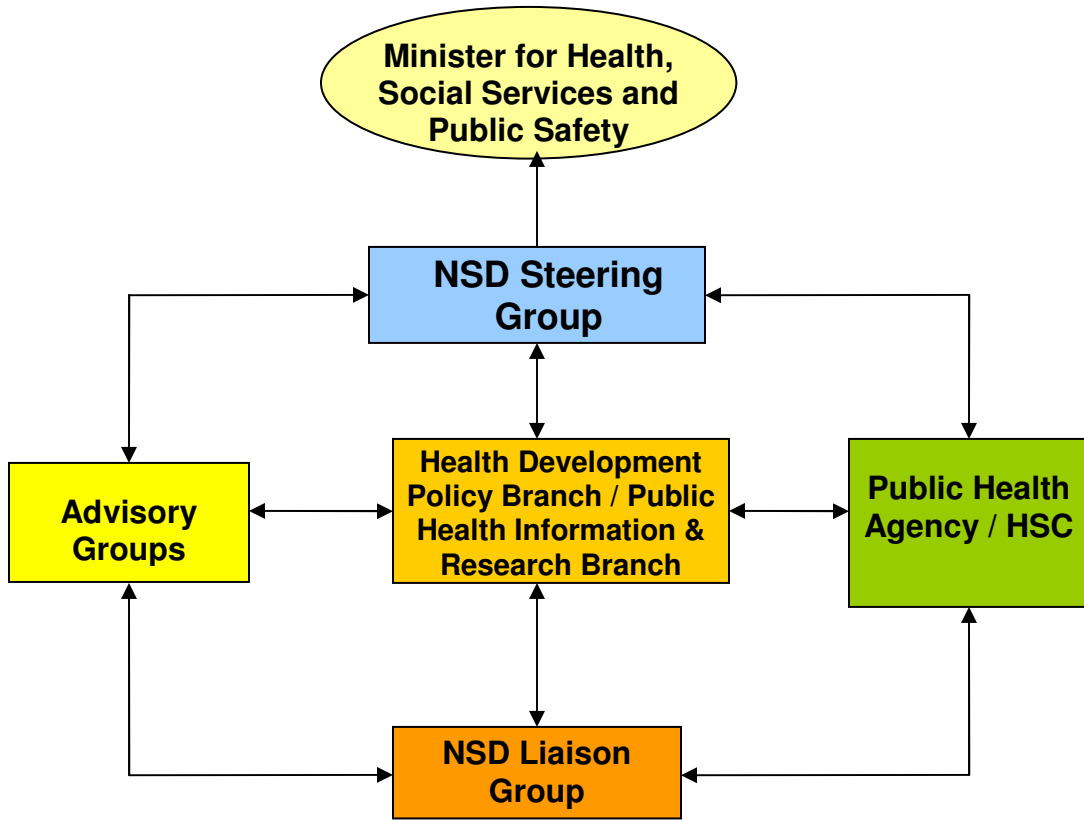 Minister for Health,
Social Services and
Public Safety
NSD Steering
Group
Health Development
Policy Branch / Public
Health Information &
Research Branch
Advisory
Groups
Public Health
Agency / HSC
NSD Liaison
Group